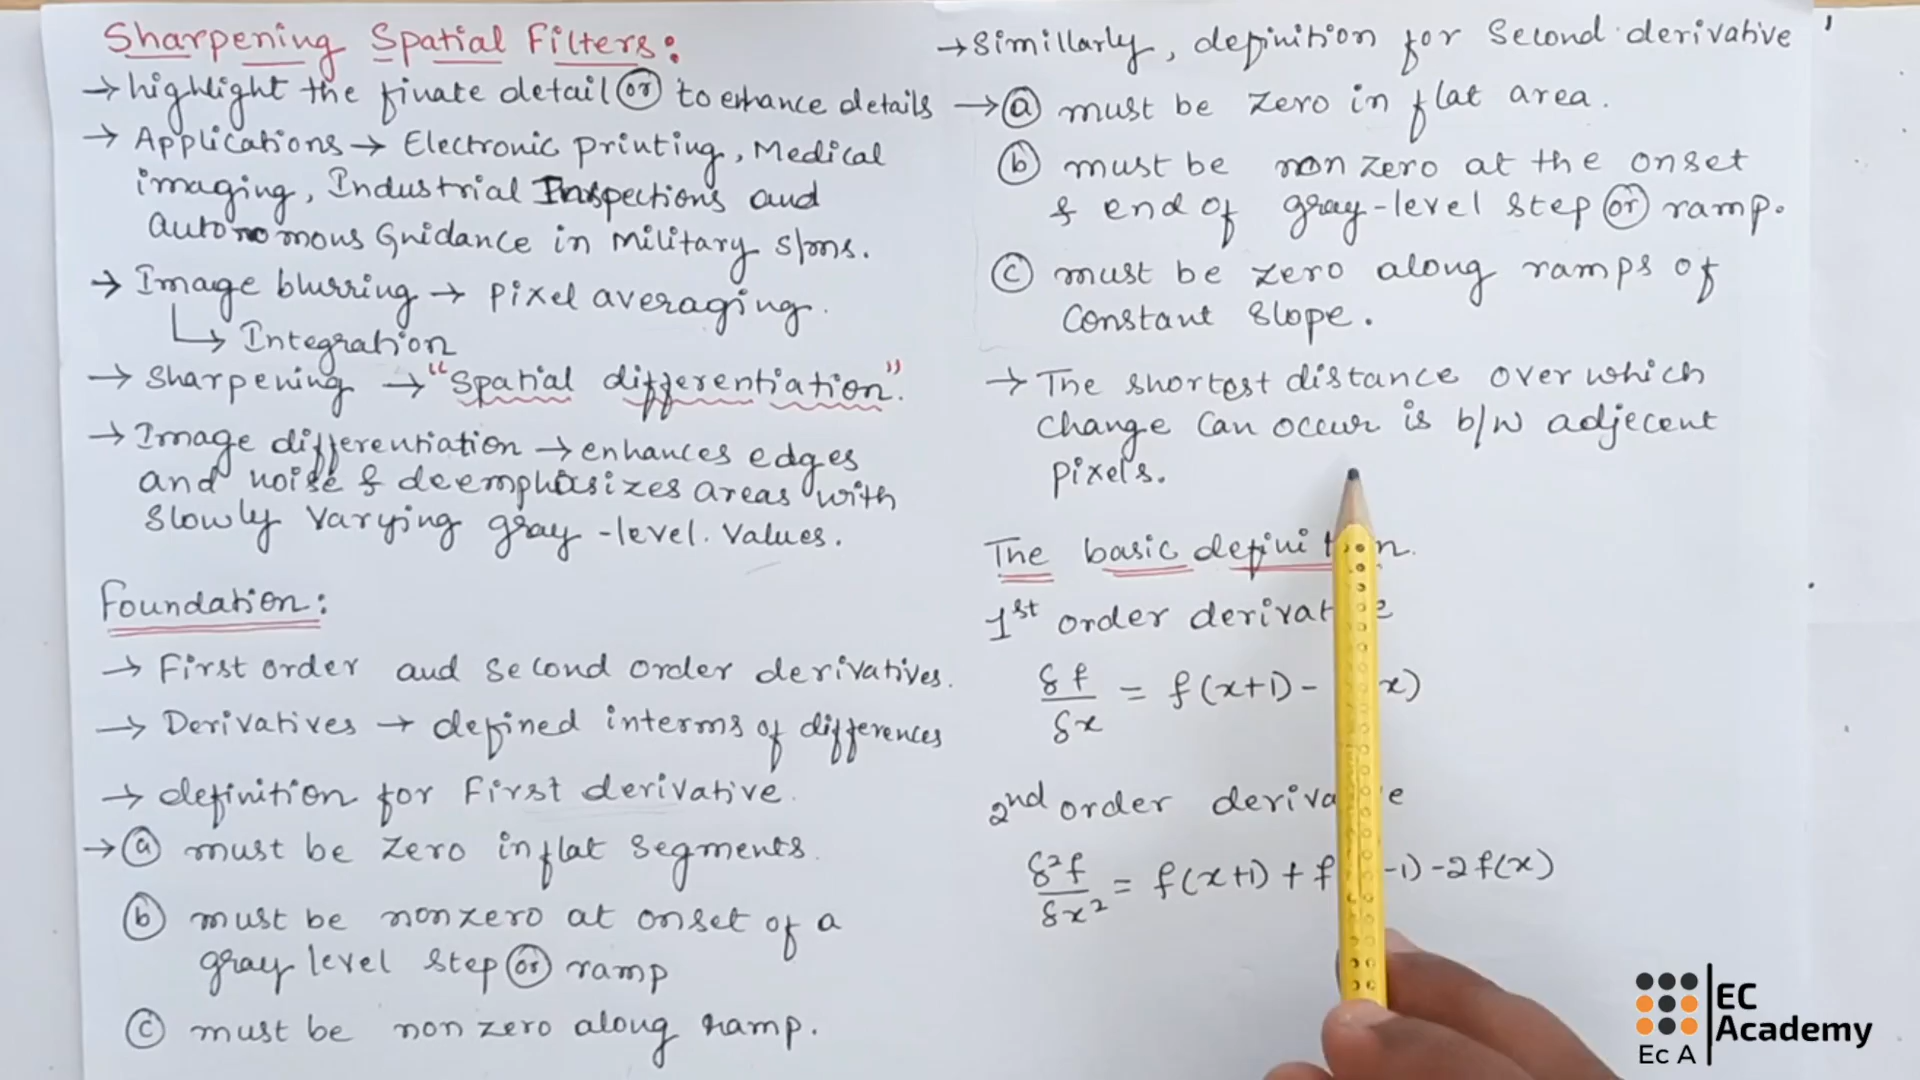 Sharpening Spatial Filters:
→ highlight the finate detail or to enhance details
→ Applications → Electronic printing, Medical
imaging, Industrial Inspections and
Autonomous Guidance in military s/ms.
→ Image blurring → pixel averaging.
↳ Integration
→ sharpening → "Spatial differentiation".
→ Image differentiation → enhances edges
and noise & deemphasizes areas with
slowly varying gray-level. values.
Foundation:
→ First order and second order derivatives.
→ Derivatives → defined interms of differences
→ definition for First derivative.
→ (a) must be zero in flat segments.
(b) must be nonzero at onset of a
gray level step or ramp
(c) must be non zero along ramp.
→ Simillarly, definition for Second derivative
→ (a) must be zero in flat area.
(b) must be non zero at the onset
& end of gray-level step or ramp.
(c) must be zero along ramps of
constant slope.
→ The shortest distance over which
change can occur is b/w adjecent
pixels.
The basic definition.
1st order derivative
δf/δx = f(x+1) - (x)
2nd order derivative
δ²f/δx² = f(x+1) + f -1) -2f(x)
EC
Academy
Ec A